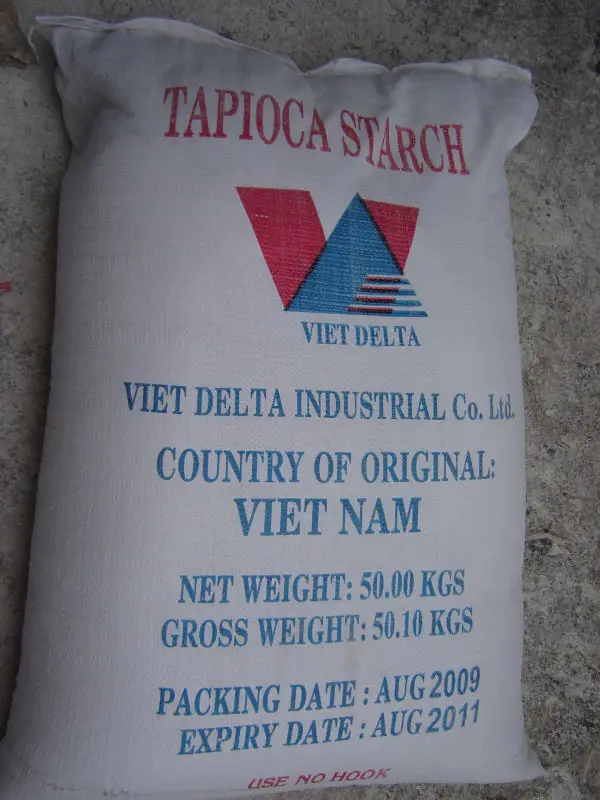 TAPIOCA STARCH
VIET DELTA
VIET DELTA INDUSTRIAL Co. Ltd.
COUNTRY OF ORIGINAL:
VIET NAM
NET WEIGHT: 50.00 KGS
GROSS WEIGHT: 50.10 KGS
PACKING DATE : AUG 2009
EXPIRY DATE : AUG 2011
USE NO HOOK